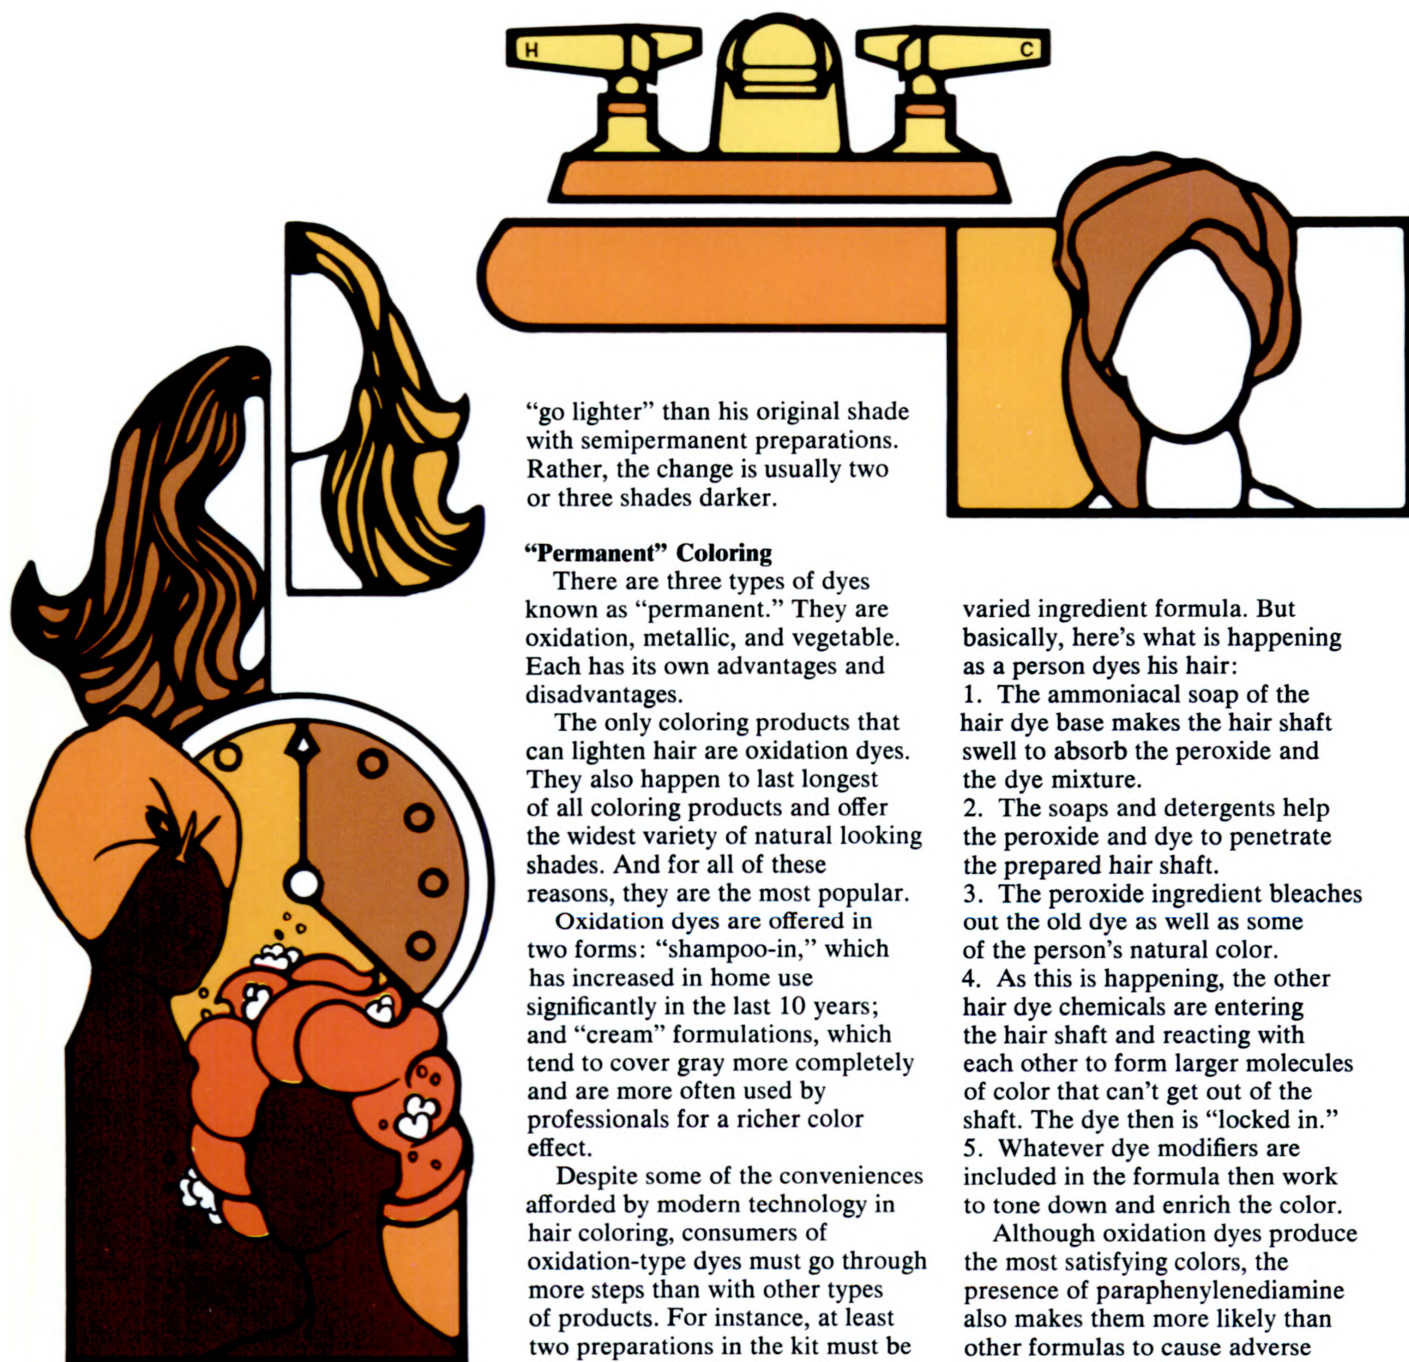 H
C
“go lighter” than his original shade
with semipermanent preparations.
Rather, the change is usually two
or three shades darker.
“Permanent” Coloring
There are three types of dyes
known as “permanent.” They are
oxidation, metallic, and vegetable.
Each has its own advantages and
disadvantages.
The only coloring products that
can lighten hair are oxidation dyes.
They also happen to last longest
of all coloring products and offer
the widest variety of natural looking
shades. And for all of these
reasons, they are the most popular.
Oxidation dyes are offered in
two forms: “shampoo-in,” which
has increased in home use
significantly in the last 10 years;
and “cream” formulations, which
tend to cover gray more completely
and are more often used by
professionals for a richer color
effect.
Despite some of the conveniences
afforded by modern technology in
hair coloring, consumers of
oxidation-type dyes must go through
more steps than with other types
of products. For instance, at least
two preparations in the kit must be
varied ingredient formula. But
basically, here’s what is happening
as a person dyes his hair:
1. The ammoniacal soap of the
hair dye base makes the hair shaft
swell to absorb the peroxide and
the dye mixture.
2. The soaps and detergents help
the peroxide and dye to penetrate
the prepared hair shaft.
3. The peroxide ingredient bleaches
out the old dye as well as some
of the person’s natural color.
4. As this is happening, the other
hair dye chemicals are entering
the hair shaft and reacting with
each other to form larger molecules
of color that can’t get out of the
shaft. The dye then is “locked in.”
5. Whatever dye modifiers are
included in the formula then work
to tone down and enrich the color.
Although oxidation dyes produce
the most satisfying colors, the
presence of paraphenylenediamine
also makes them more likely than
other formulas to cause adverse